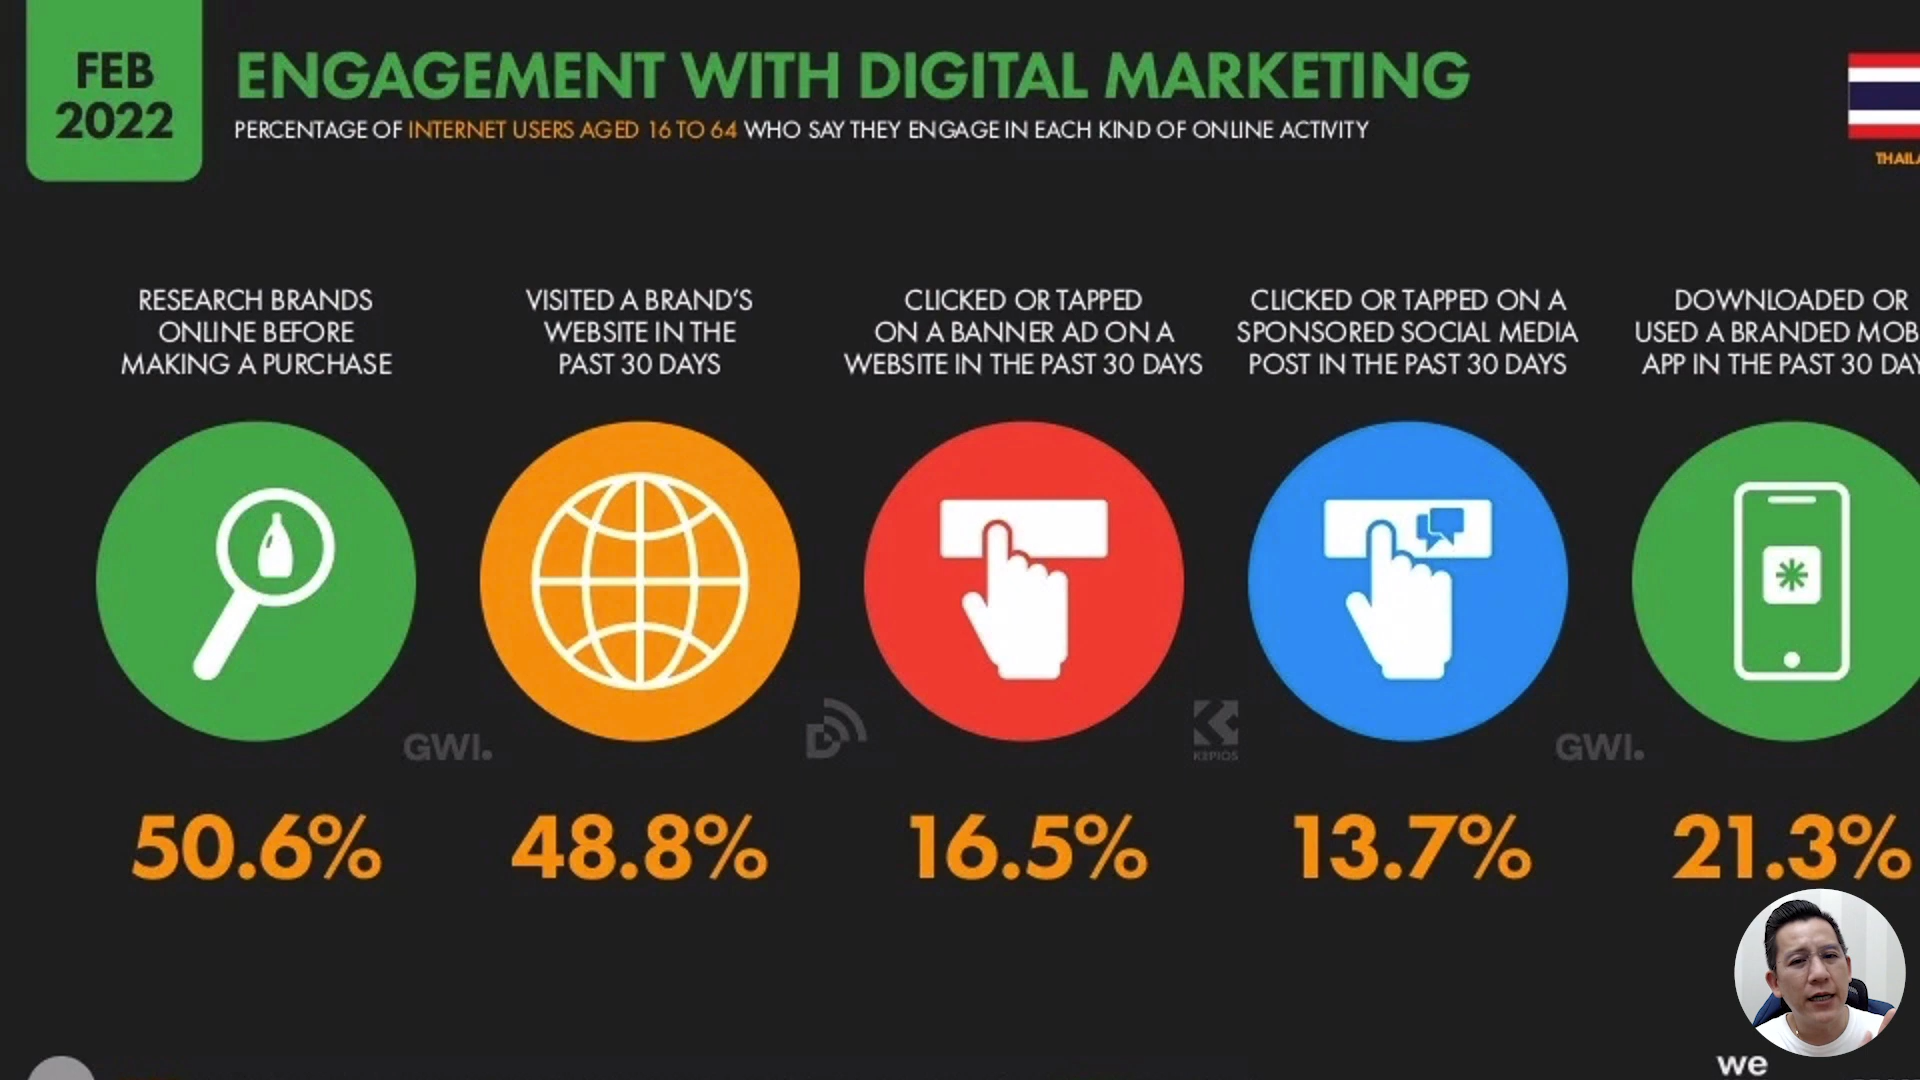 FEB
2022
ENGAGEMENT WITH DIGITAL MARKETING
PERCENTAGE OF INTERNET USERS AGED 16 TO 64 WHO SAY THEY ENGAGE IN EACH KIND OF ONLINE ACTIVITY
THAILA
RESEARCH BRANDS
ONLINE BEFORE
MAKING A PURCHASE
VISITED A BRAND'S
WEBSITE IN THE
PAST 30 DAYS
CLICKED OR TAPPED
ON A BANNER AD ON A
WEBSITE IN THE PAST 30 DAYS
CLICKED OR TAPPED ON A
SPONSORED SOCIAL MEDIA
POST IN THE PAST 30 DAYS
DOWNLOADED OR
USED A BRANDED MOB
APP IN THE PAST 30 DAY
GWI.
KEPIOS
GWI.
50.6%
48.8%
16.5%
13.7%
21.3%
we